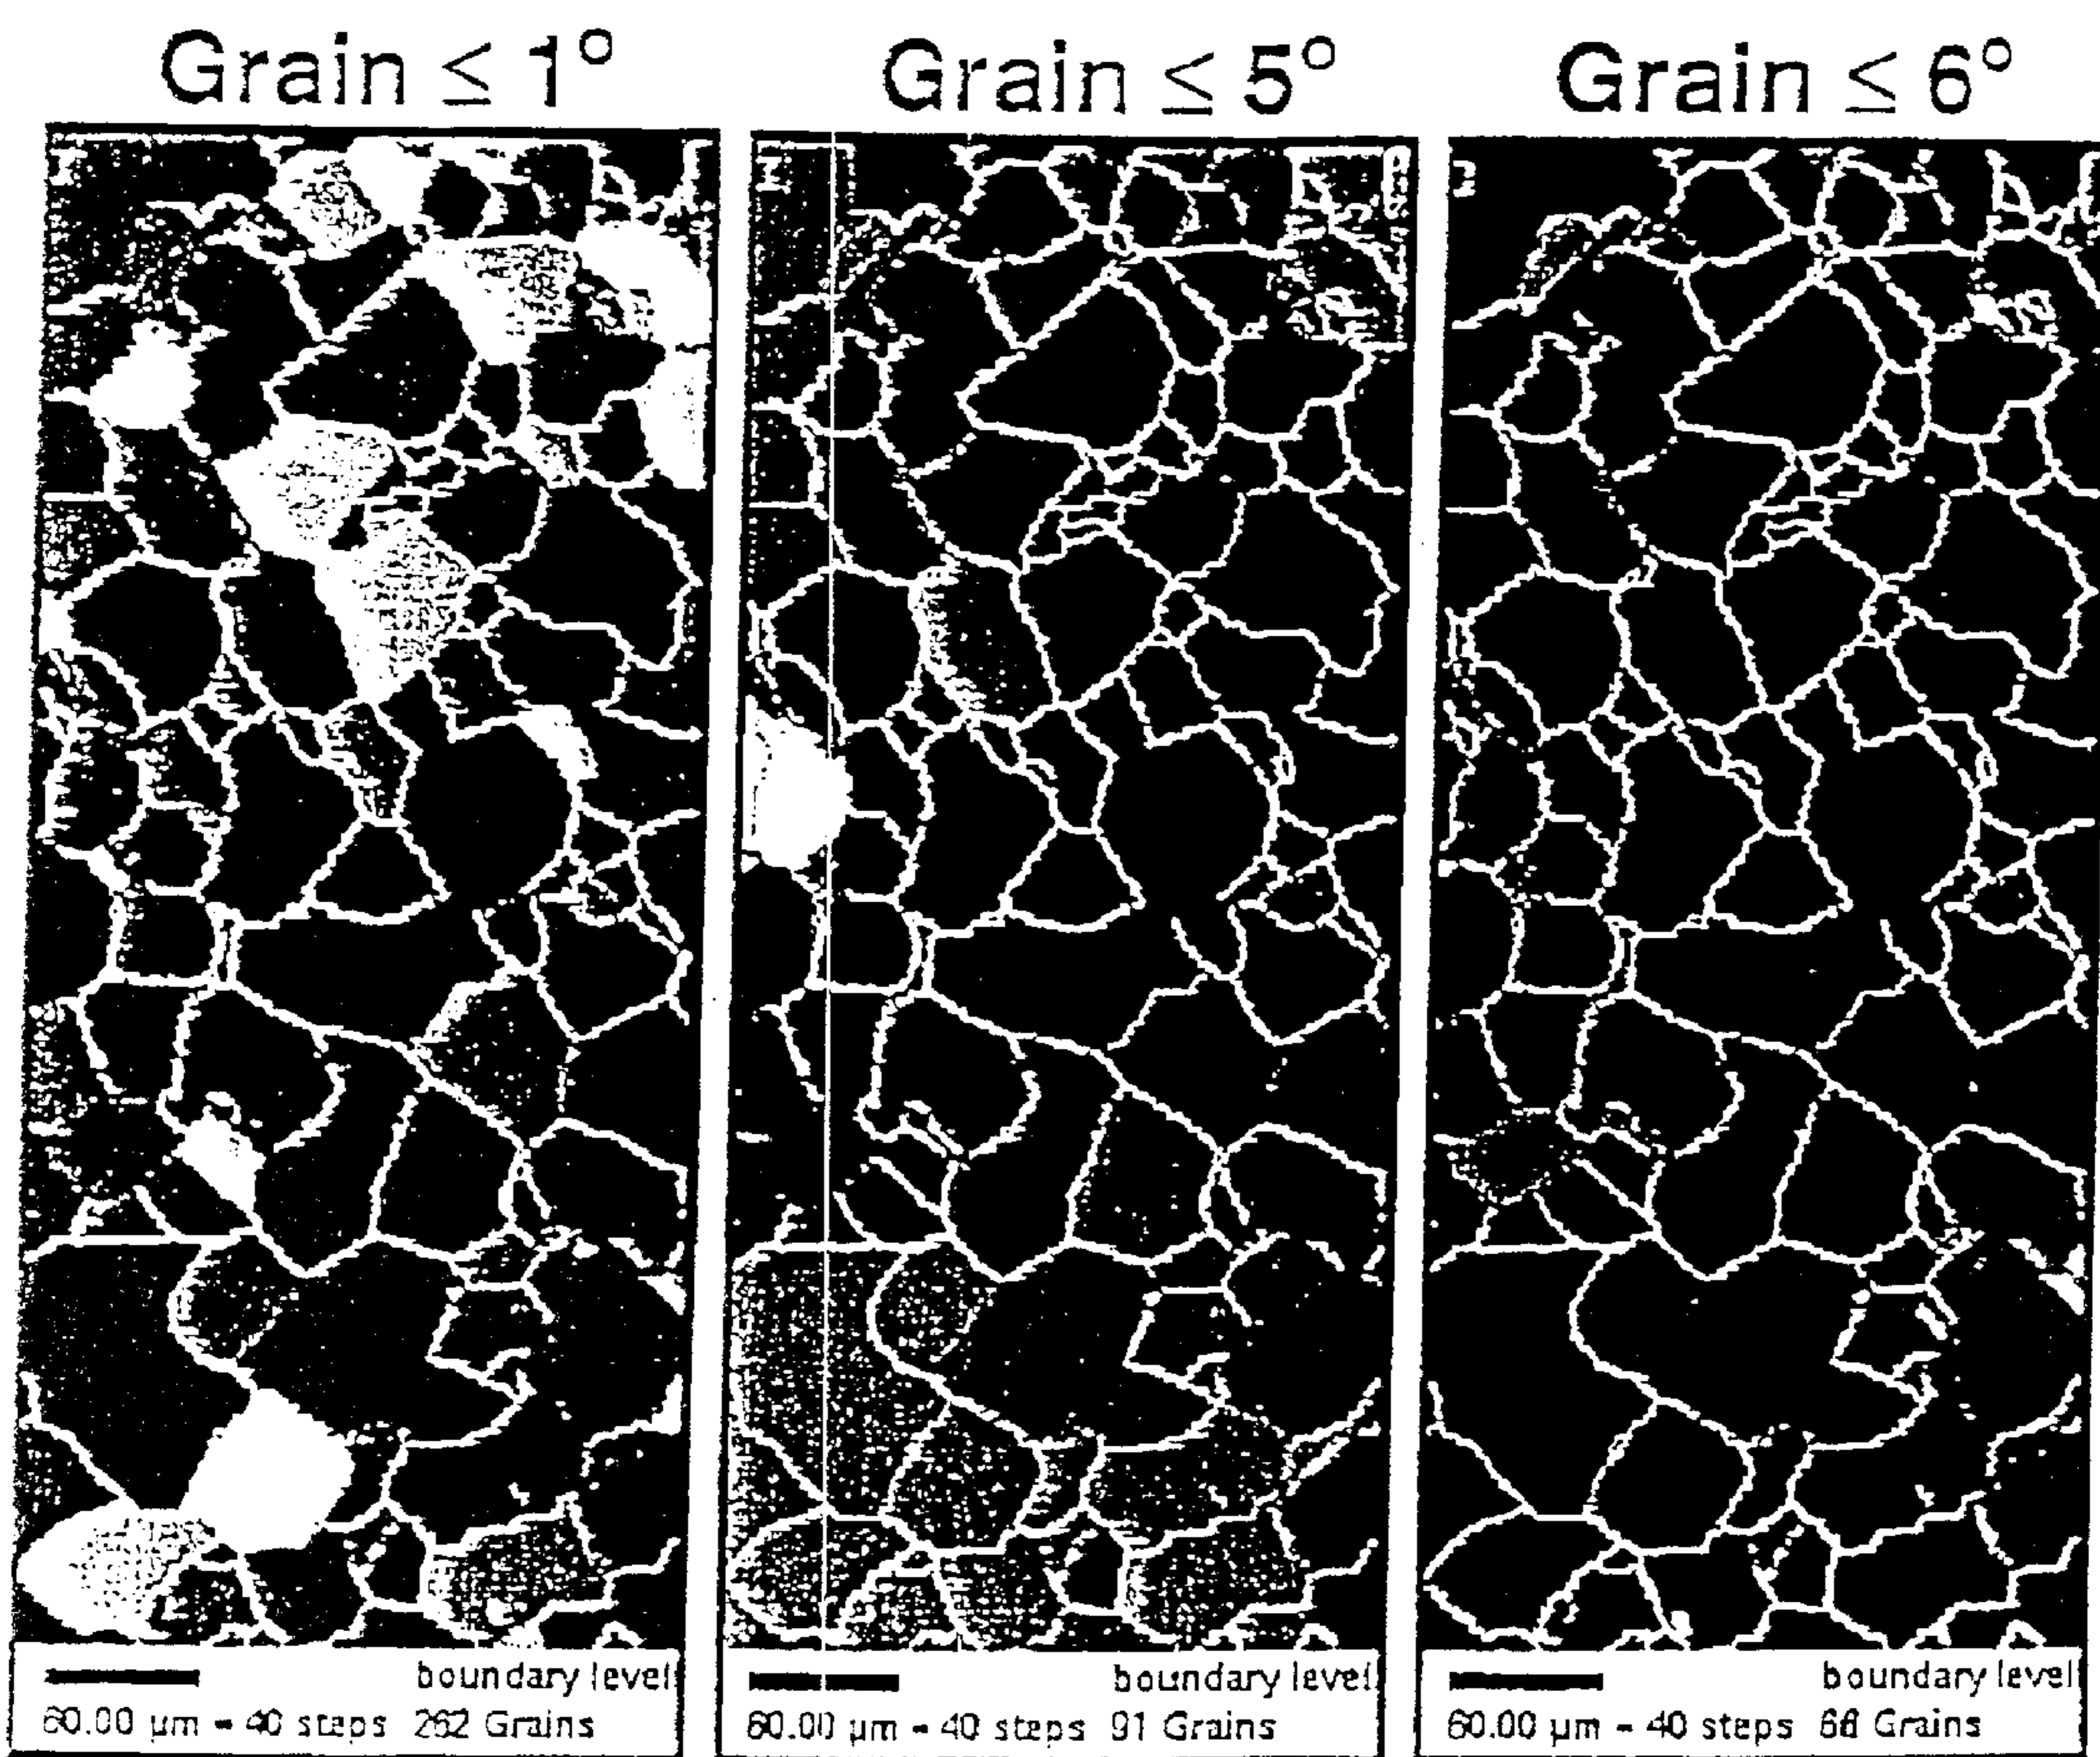 Grain ≤ 1°
Grain ≤ 5°
Grain ≤ 6°
boundary level
60.00 µm = 40 steps 262 Grains
boundary level
60.00 µm = 40 steps 91 Grains
boundary level
60.00 µm = 40 steps Grains